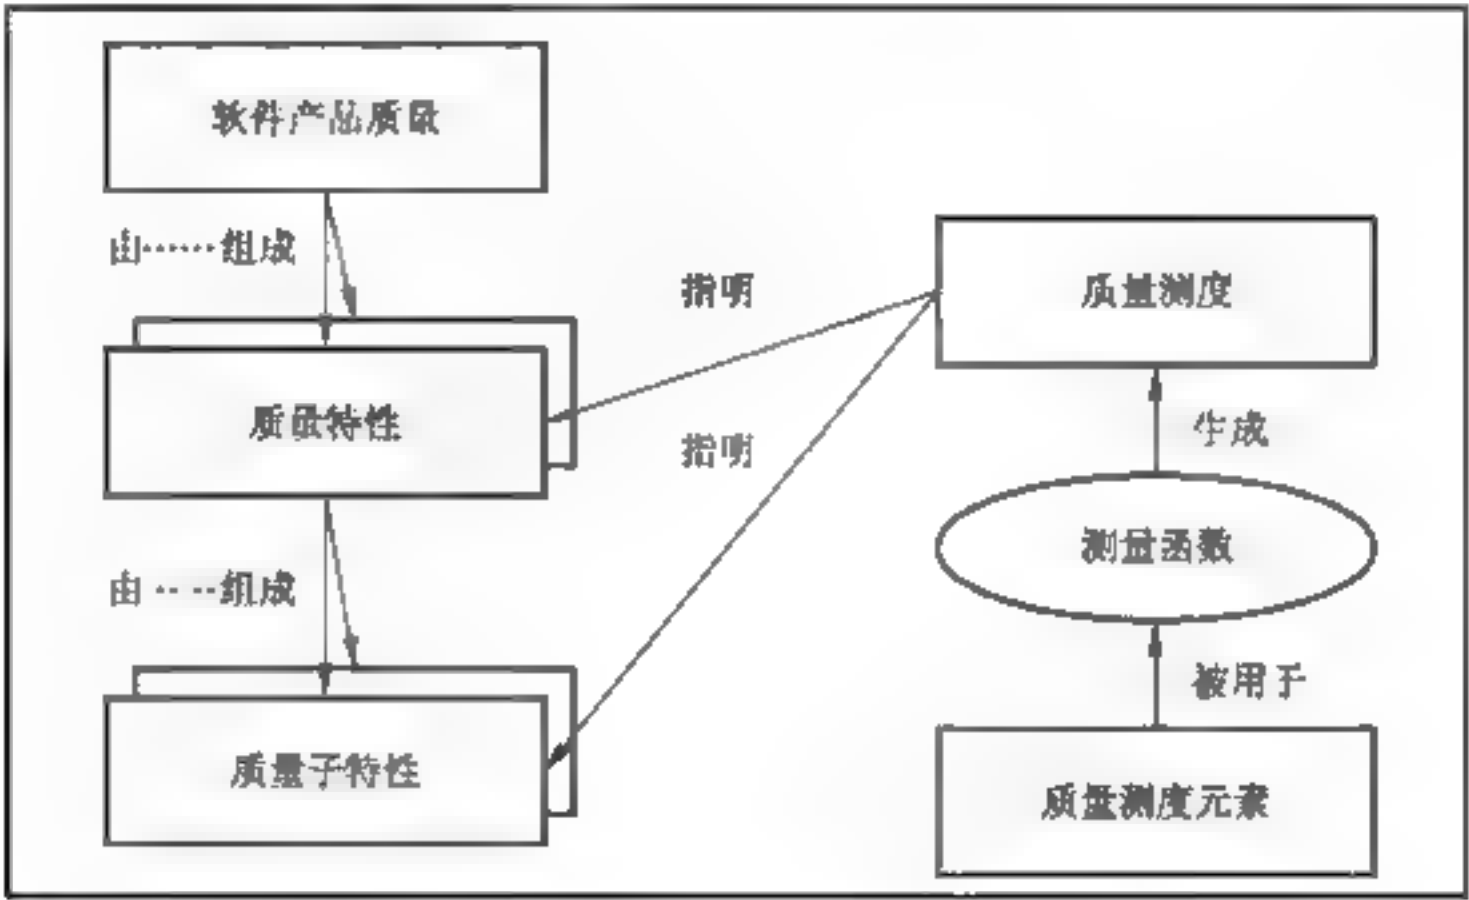 软件产品质量
由……组成
指明
质量测度
质量特性
指明
生成
测量函数
由……组成
被用于
质量子特性
质量测度元素